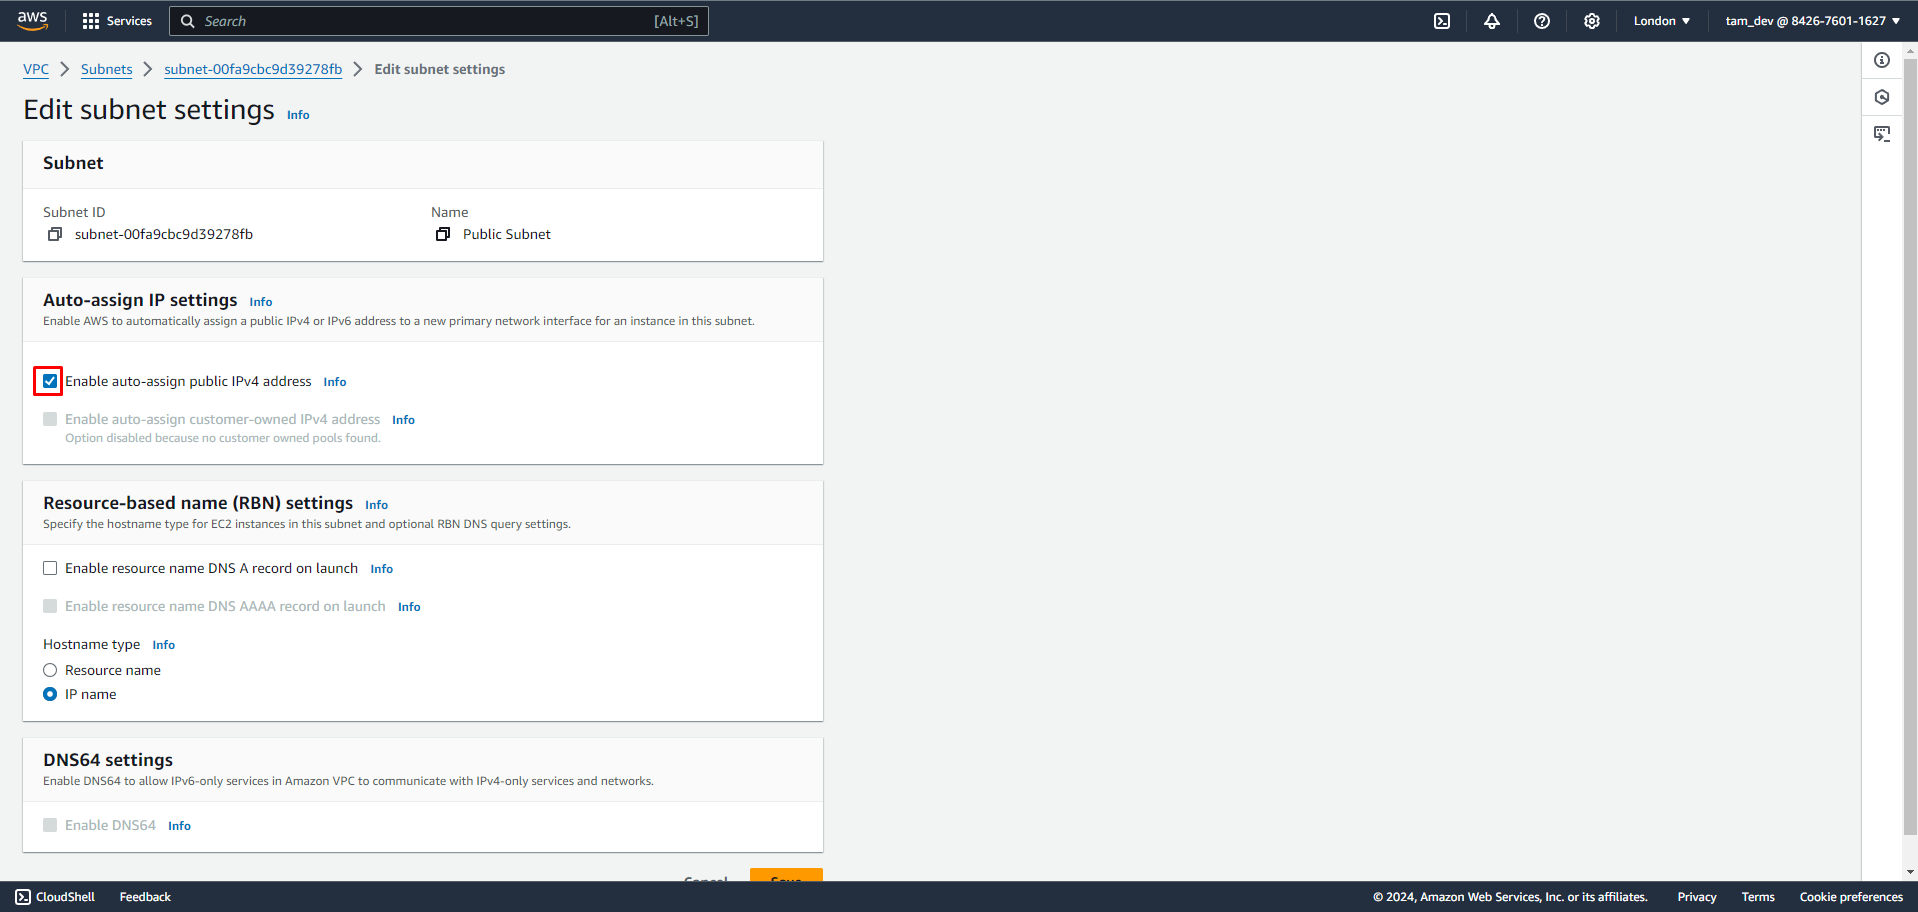 aws
Services
Search
[Alt+S]
London
tam_dev @ 8426-7601-1627
VPC
Subnets
subnet-00fa9cbc9d39278fb
Edit subnet settings
Edit subnet settings Info
Subnet
Subnet ID
Name
subnet-00fa9cbc9d39278fb
Public Subnet
Auto-assign IP settings Info
Enable AWS to automatically assign a public IPv4 or IPv6 address to a new primary network interface for an instance in this subnet.
Enable auto-assign public IPv4 address Info
Enable auto-assign customer-owned IPv4 address Info
Option disabled because no customer owned pools found.
Resource-based name (RBN) settings Info
Specify the hostname type for EC2 instances in this subnet and optional RBN DNS query settings.
Enable resource name DNS A record on launch Info
Enable resource name DNS AAAA record on launch Info
Hostname type Info
Resource name
IP name
DNS64 settings
Enable DNS64 to allow IPv6-only services in Amazon VPC to communicate with IPv4-only services and networks.
Enable DNS64 Info
Cancel
Save
CloudShell
Feedback
© 2024, Amazon Web Services, Inc. or its affiliates.
Privacy
Terms
Cookie preferences